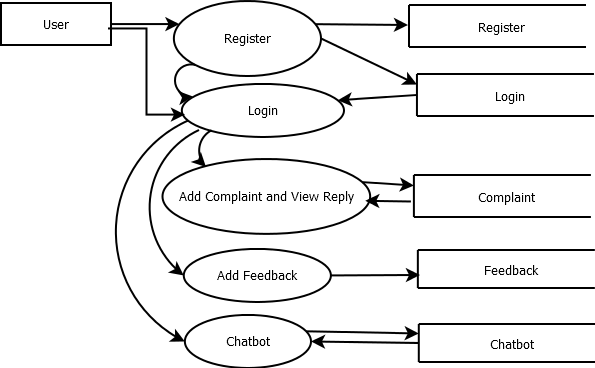 User
Register
Register
Login
Login
Add Complaint and View Reply
Complaint
Add Feedback
Feedback
Chatbot
Chatbot